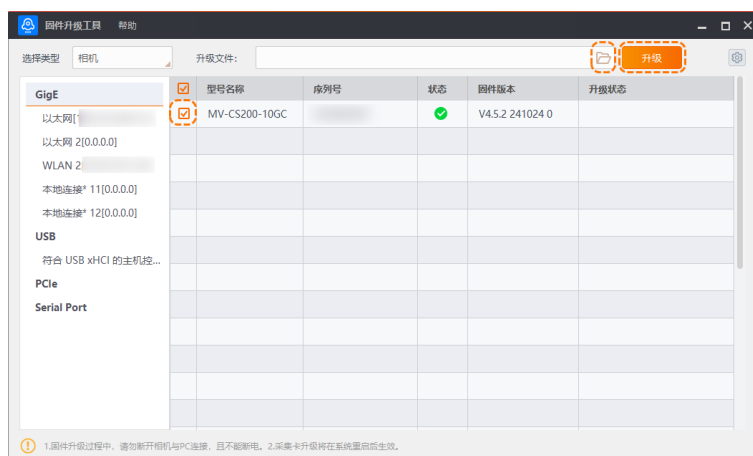 固件升级工具 帮助
选择类型 相机 升级文件: 升级
GigE
以太网[1
以太网 2[0.0.0.0]
WLAN 2
本地连接* 11[0.0.0.0]
本地连接* 12[0.0.0.0]
USB
符合 USB xHCI 的主机控...
PCIe
Serial Port
型号名称 序列号 状态 固件版本 升级状态
MV-CS200-10GC V4.5.2 241024 0
1.固件升级过程中，请勿断开相机与PC连接，且不能断电。2.采集卡升级将在系统重启后生效。